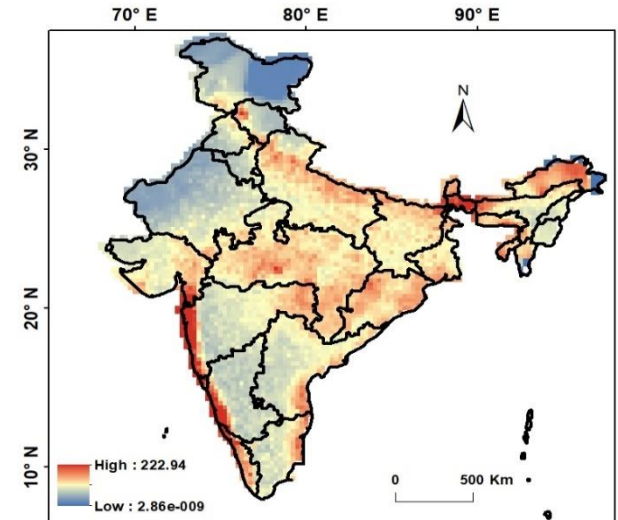 70° E 80° E 90° E
N
30° N
20° N
10° N
High : 222.94
Low : 2.86e-009
0 500 Km